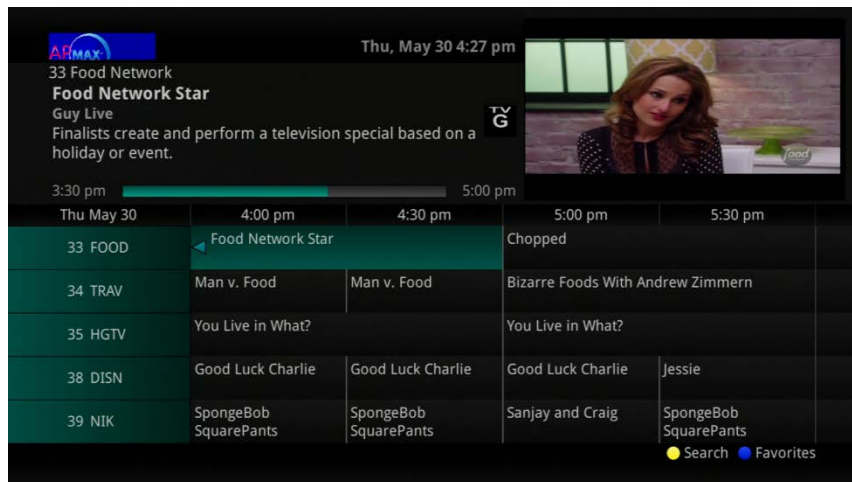 APMAX
Thu, May 30 4:27 pm
33 Food Network
Food Network Star
Guy Live
Finalists create and perform a television special based on a
holiday or event.
TV
G
food
3:30 pm 5:00 pm
Thu May 30 4:00 pm 4:30 pm 5:00 pm 5:30 pm
33 FOOD Food Network Star Chopped
34 TRAV Man v. Food Man v. Food Bizarre Foods With Andrew Zimmern
35 HGTV You Live in What? You Live in What?
38 DISN Good Luck Charlie Good Luck Charlie Good Luck Charlie Jessie
39 NIK SpongeBob SquarePants SpongeBob SquarePants Sanjay and Craig SpongeBob SquarePants
Search Favorites